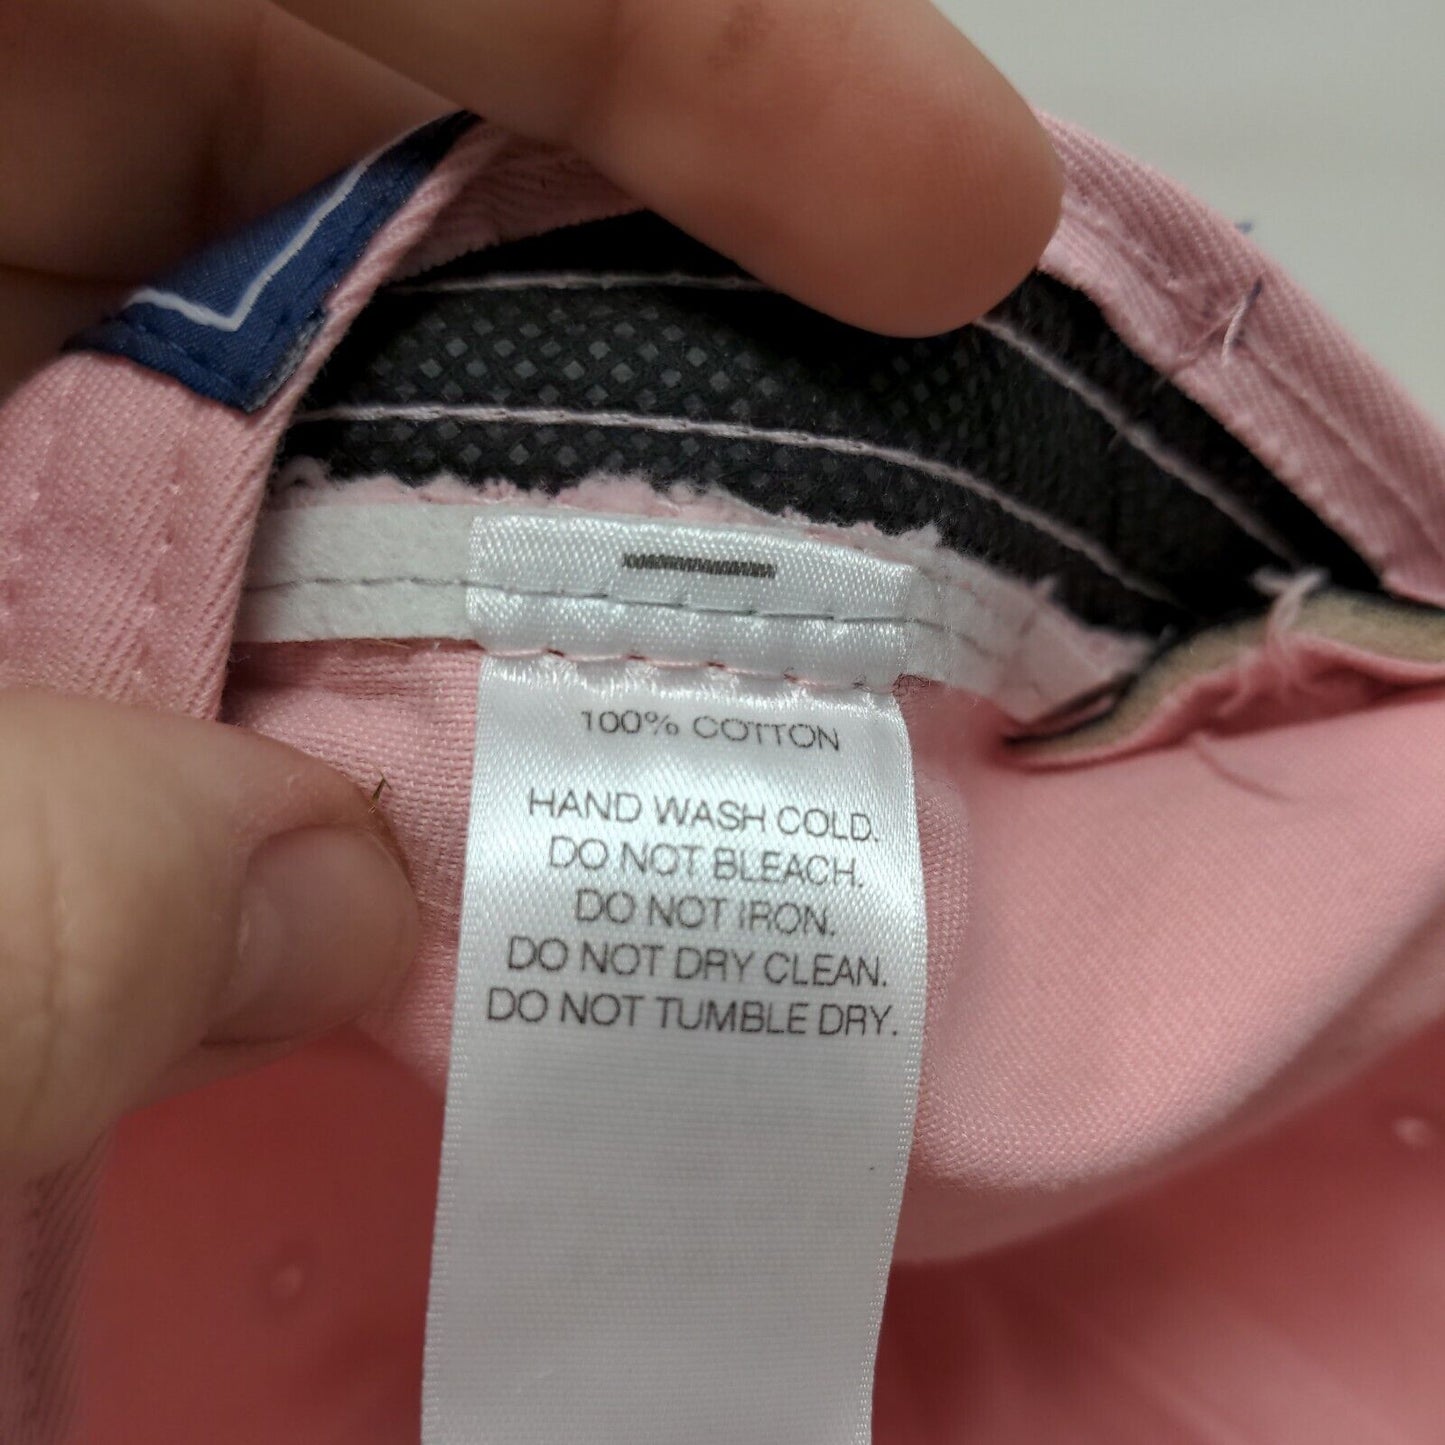 100% COTTON
HAND WASH COLD.
DO NOT BLEACH.
DO NOT IRON.
DO NOT DRY CLEAN.
DO NOT TUMBLE DRY.